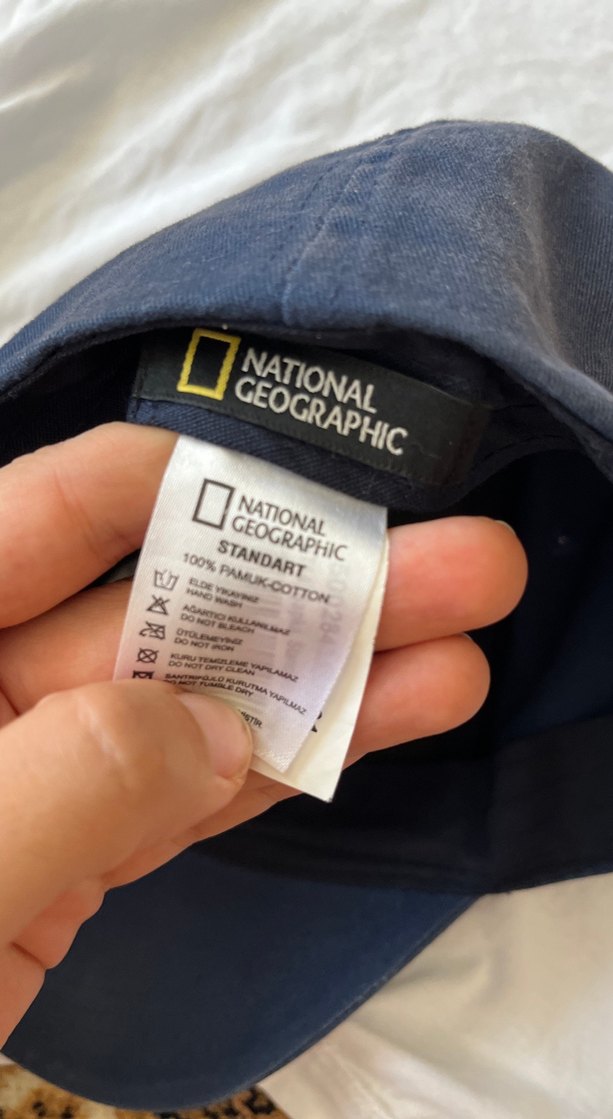 NATIONAL
GEOGRAPHIC
NATIONAL
GEOGRAPHIC
STANDART
100% PAMUK-COTTON
ELDE YIKAYINIZ
HAND WASH
AĞARTICI KULLANILMAZ
DO NOT BLEACH
ÜTÜLEMEYİNİZ
DO NOT IRON
KURU TEMİZLEME YAPILAMAZ
DO NOT DRY CLEAN
SANTRİFÜJLÜ KURUTMA YAPILMAZ
DO NOT TUMBLE DRY